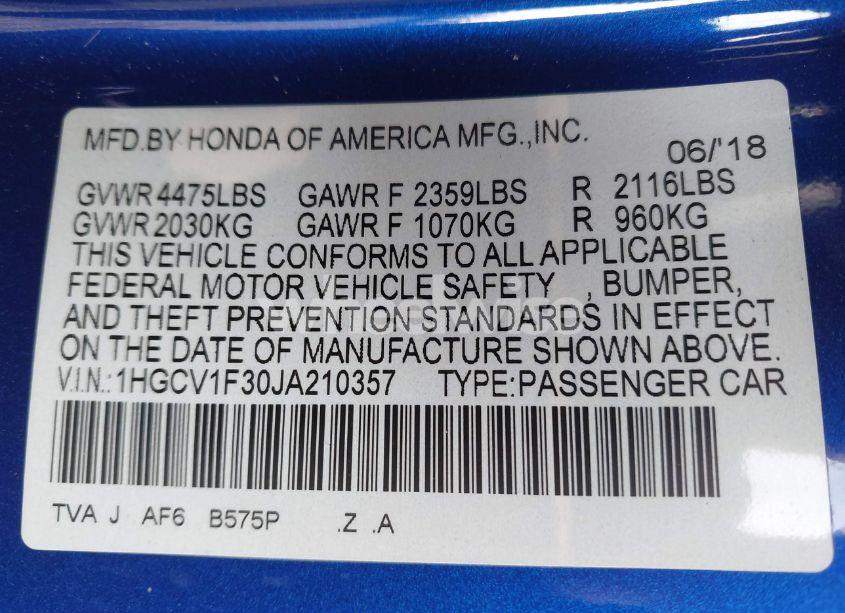 MFD.BY HONDA OF AMERICA MFG.,INC.
06/'18
GVWR 4475LBS GAWR F 2359LBS R 2116LBS
GVWR 2030KG GAWR F 1070KG R 960KG
THIS VEHICLE CONFORMS TO ALL APPLICABLE
FEDERAL MOTOR VEHICLE SAFETY , BUMPER,
AND THEFT PREVENTION STANDARDS IN EFFECT
ON THE DATE OF MANUFACTURE SHOWN ABOVE.
V.I.N.:1HGCV1F30JA210357 TYPE:PASSENGER CAR
TVA J AF6 B575P .Z .A